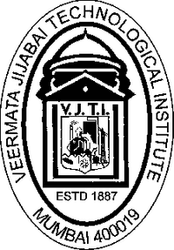 VEERMATA JIJABAI TECHNOLOGICAL INSTITUTE
V.J.T.I.
ESTD 1887
MUMBAI 400019